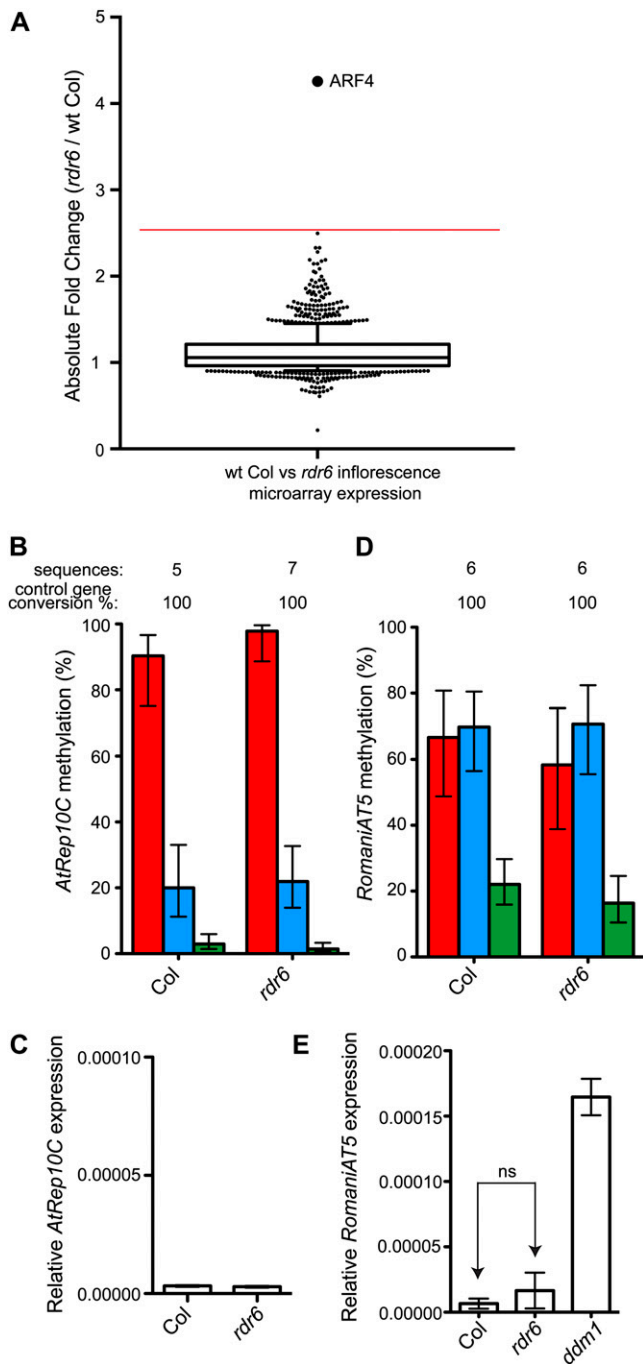 A
Absolute Fold Change (rdr6 / wt Col)
5
4
3
2
1
0
ARF4
wt Col vs rdr6 inflorescence
microarray expression
B
sequences:
5
7
control gene
conversion %:
100
100
AtRep10C methylation (%)
100
80
60
40
20
0
Col
rdr6
D
6
6
100
100
RomaniAT5 methylation (%)
100
80
60
40
20
0
Col
rdr6
C
Relative AtRep10C expression
0.00010
0.00005
0.00000
Col
rdr6
E
Relative RomaniAT5 expression
0.00020
0.00015
0.00010
0.00005
0.00000
ns
Col
rdr6
ddm1